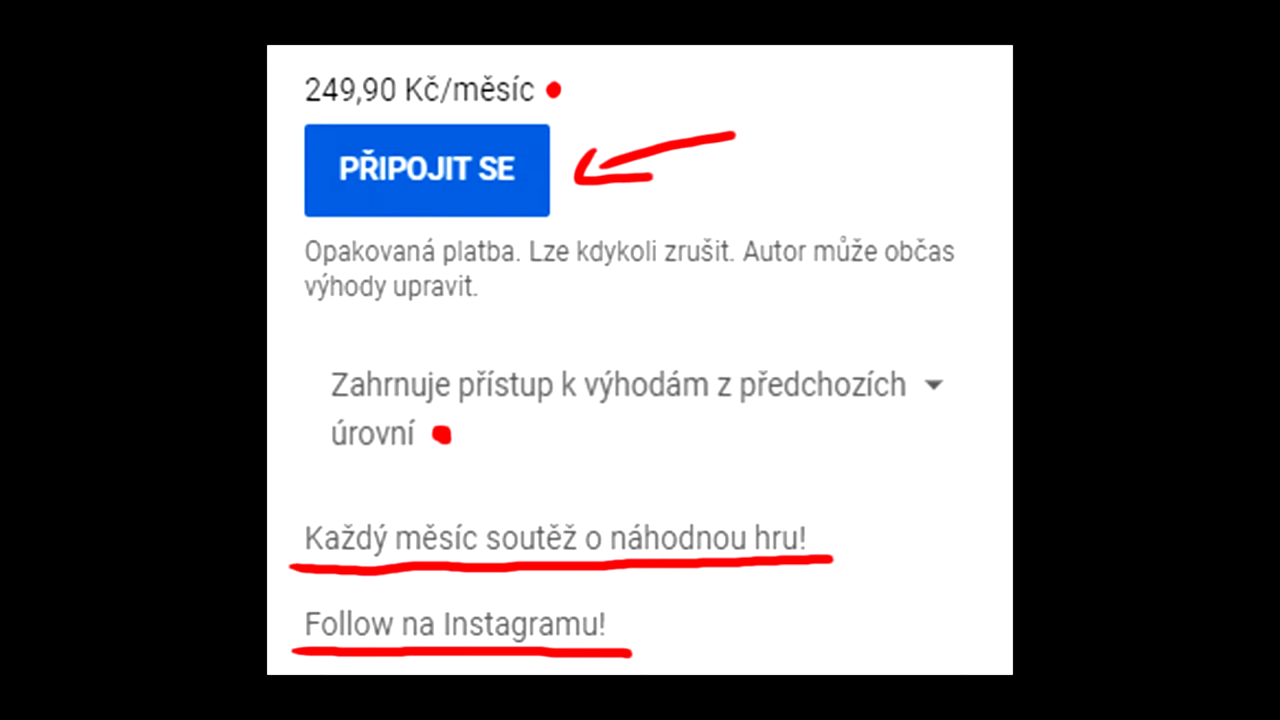 249,90 Kč/měsíc
PŘIPOJIT SE
Opakovaná platba. Lze kdykoli zrušit. Autor může občas
výhody upravit.
Zahrnuje přístup k výhodám z předchozích
úrovní
Každý měsíc soutěž o náhodnou hru!
Follow na Instagramu!